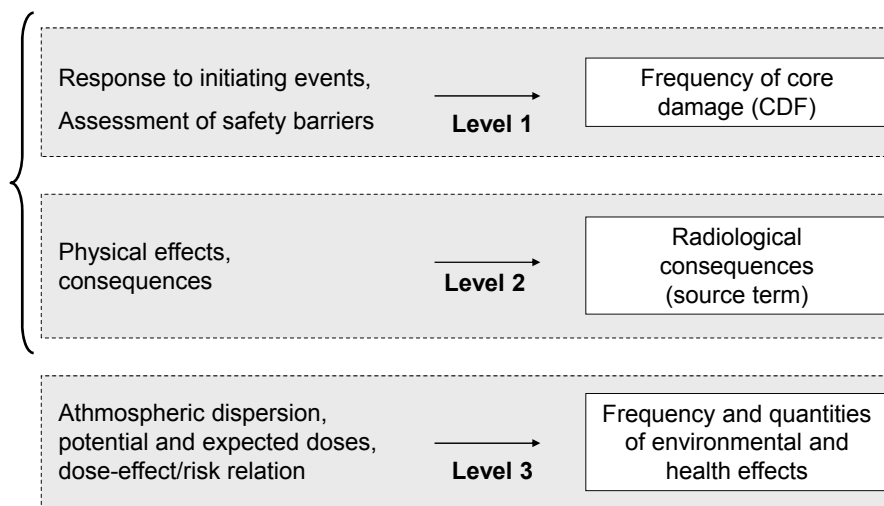 Response to initiating events,
Assessment of safety barriers
Level 1
Frequency of core
damage (CDF)
Physical effects,
consequences
Level 2
Radiological
consequences
(source term)
Athmospheric dispersion,
potential and expected doses,
dose-effect/risk relation
Level 3
Frequency and quantities
of environmental and
health effects